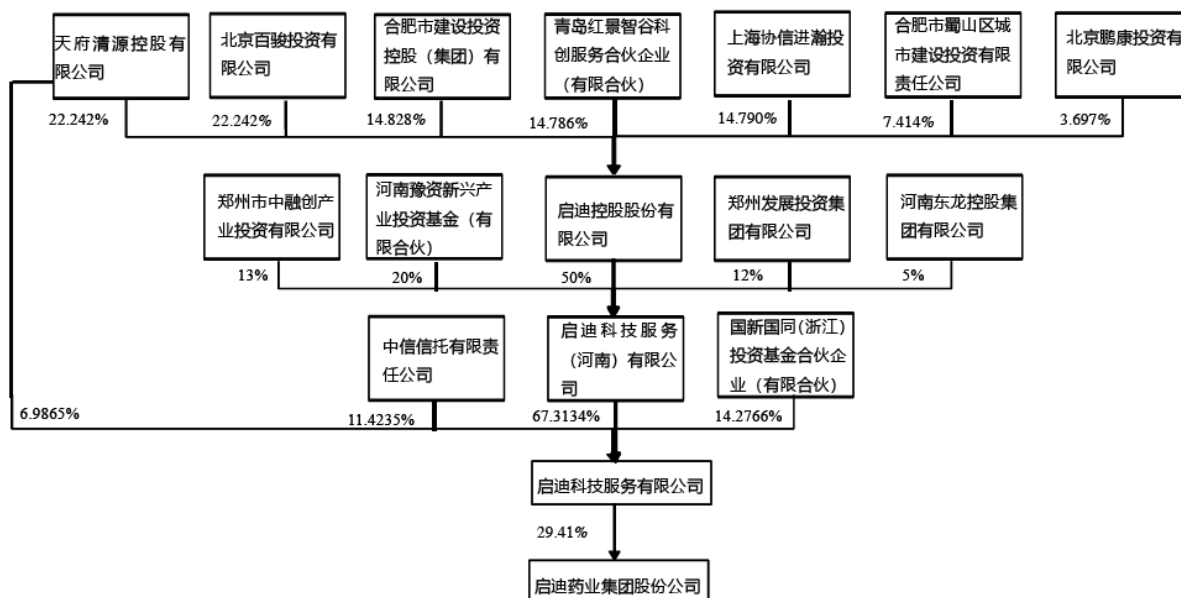 天府清源控股有
限公司
北京百骏投资有
限公司
合肥市建设投资
控股（集团）有
限公司
青岛红景智谷科
创服务合伙企业
（有限合伙）
上海协信进瀚投
资有限公司
合肥市蜀山区城
市建设投资有限
责任公司
北京鹏康投资有
限公司
22.242%
22.242%
14.828%
14.786%
14.790%
7.414%
3.697%
郑州市中融创产
业投资有限公司
河南豫资新兴产
业投资基金（有
限合伙）
启迪控股股份有
限公司
郑州发展投资集
团有限公司
河南东龙控股集
团有限公司
13%
20%
50%
12%
5%
中信信托有限责
任公司
启迪科技服务
（河南）有限公
司
国新国同(浙江)
投资基金合伙企
业（有限合伙）
6.9865%
11.4235%
67.3134%
14.2766%
启迪科技服务有限公司
29.41%
启迪药业集团股份公司